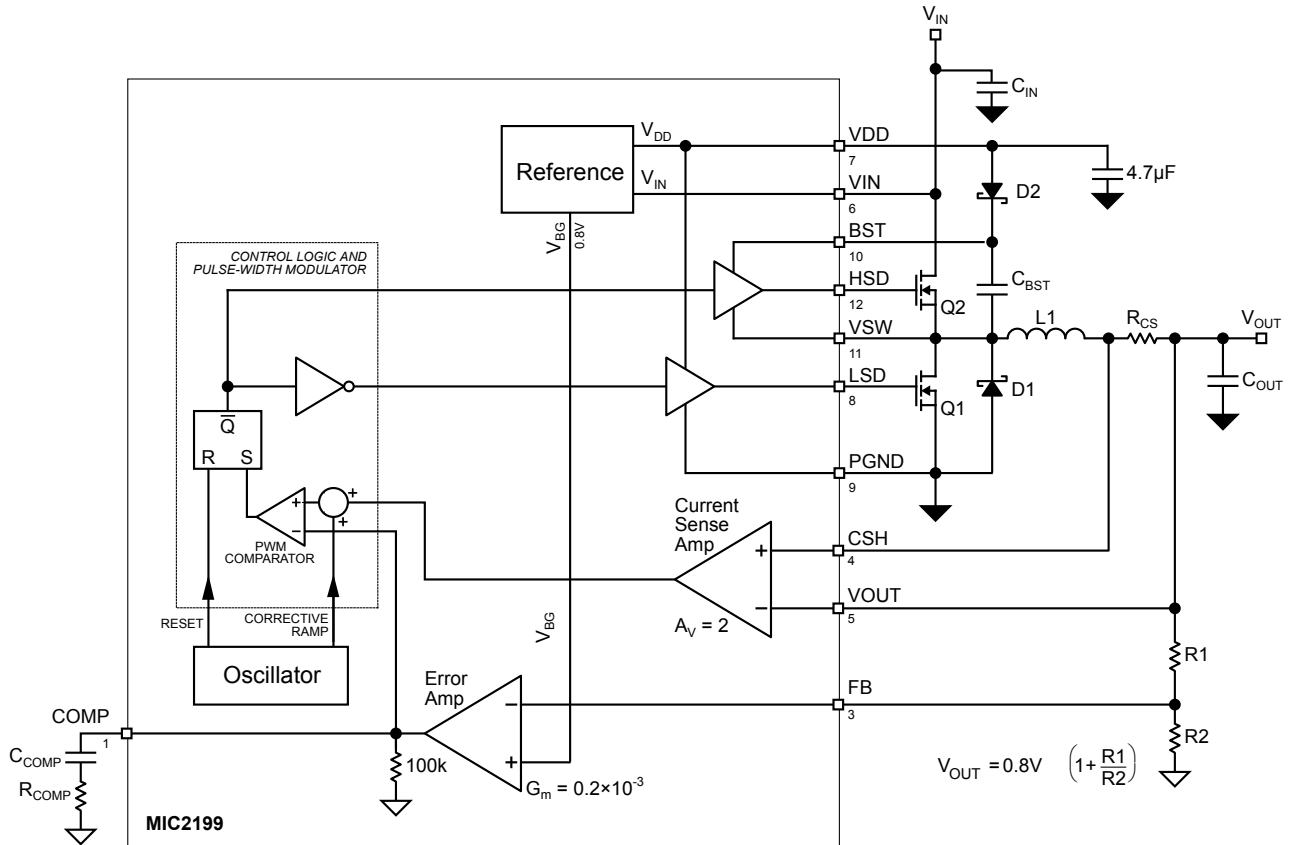 VIN
CIN
VDD
VDD
7
4.7µF
Reference
VIN
VIN
6
D2
VBG
0.8V
BST
10
CONTROL LOGIC AND
PULSE-WIDTH MODULATOR
HSD
12
Q2
CBST
VSW
11
L1
RCS
VOUT
LSD
8
Q1
D1
COUT
Q
R S
PGND
9
Current
Sense
Amp
+
+
+
−
PWM
COMPARATOR
CSH
4
+
−
VOUT
5
AV = 2
RESET
CORRECTIVE
RAMP
VBG
Oscillator
Error
Amp
R1
FB
3
−
+
COMP
1
CCOMP
RCOMP
100k
Gm = 0.2×10-3
R2
VOUT = 0.8V (1+R1/R2)
MIC2199